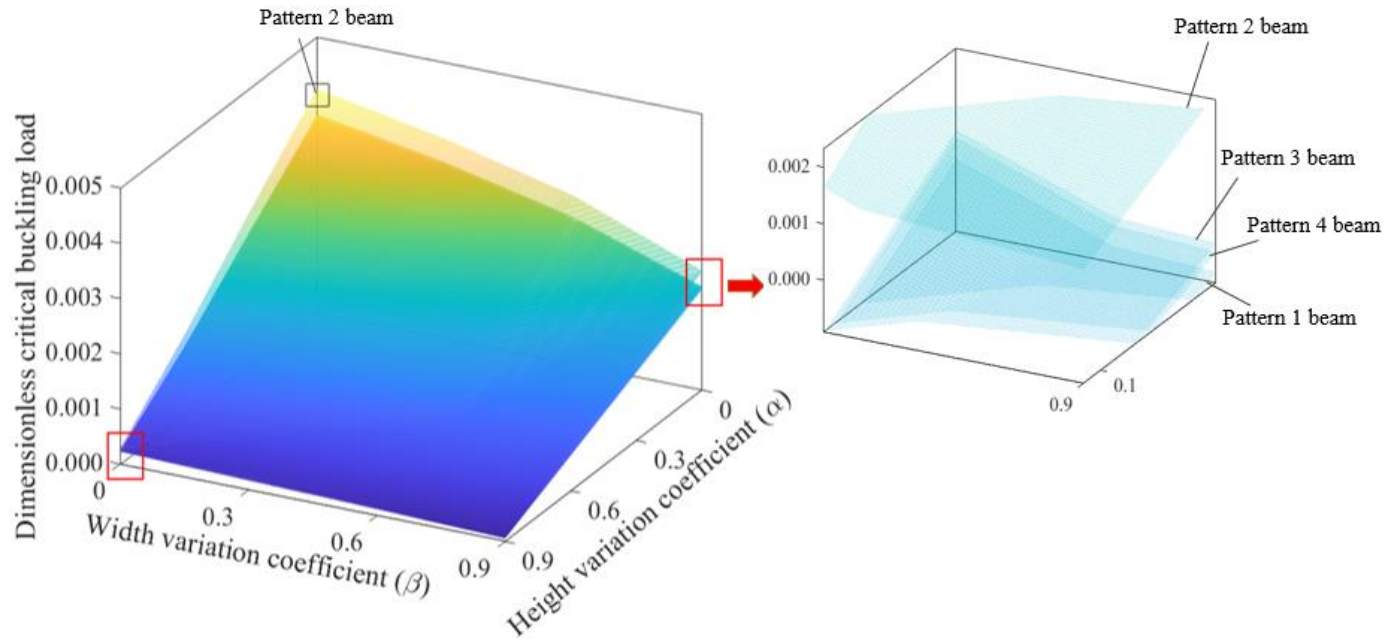 Pattern 2 beam
Dimensionless critical buckling load
0.005
0.004
0.003
0.002
0.001
0.000
0
0.3
0.6
0.9
Width variation coefficient (β)
0
0.3
0.6
0.9
Height variation coefficient (α)
Pattern 2 beam
Pattern 3 beam
Pattern 4 beam
Pattern 1 beam
0.002
0.001
0.000
0.1
0.9